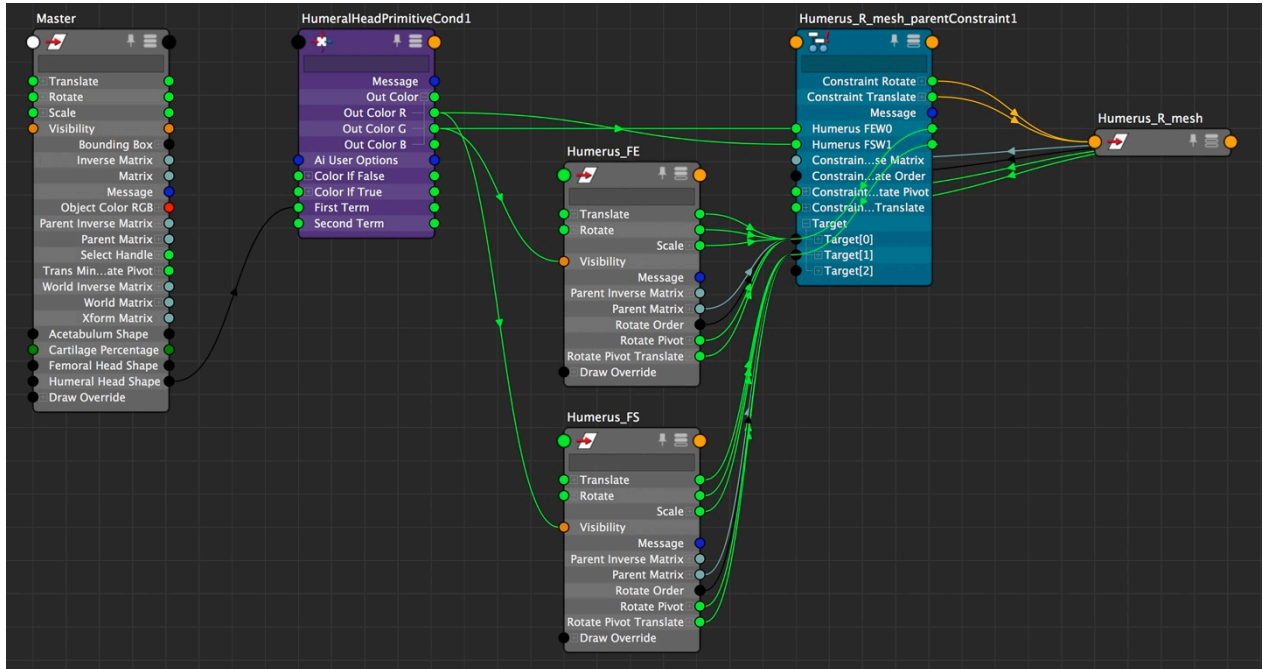 Master
Translate
Rotate
Scale
Visibility
Bounding Box
Inverse Matrix
Matrix
Message
Object Color RGB
Parent Inverse Matrix
Parent Matrix
Select Handle
Trans Min...ate Pivot
World Inverse Matrix
World Matrix
Xform Matrix
Acetabulum Shape
Cartilage Percentage
Femoral Head Shape
Humeral Head Shape
Draw Override
HumeralHeadPrimitiveCond1
Message
Out Color
Out Color R
Out Color G
Out Color B
Ai User Options
Color If False
Color If True
First Term
Second Term
Humerus_FE
Translate
Rotate
Scale
Visibility
Message
Parent Inverse Matrix
Parent Matrix
Rotate Order
Rotate Pivot
Rotate Pivot Translate
Draw Override
Humerus_FS
Translate
Rotate
Scale
Visibility
Message
Parent Inverse Matrix
Parent Matrix
Rotate Order
Rotate Pivot
Rotate Pivot Translate
Draw Override
Humerus_R_mesh_parentConstraint1
Constraint Rotate
Constraint Translate
Message
Humerus FEW0
Humerus FSW1
Constrain...se Matrix
Constrain...ate Order
Constraint...tate Pivot
Constrain...Translate
Target
Target[0]
Target[1]
Target[2]
Humerus_R_mesh